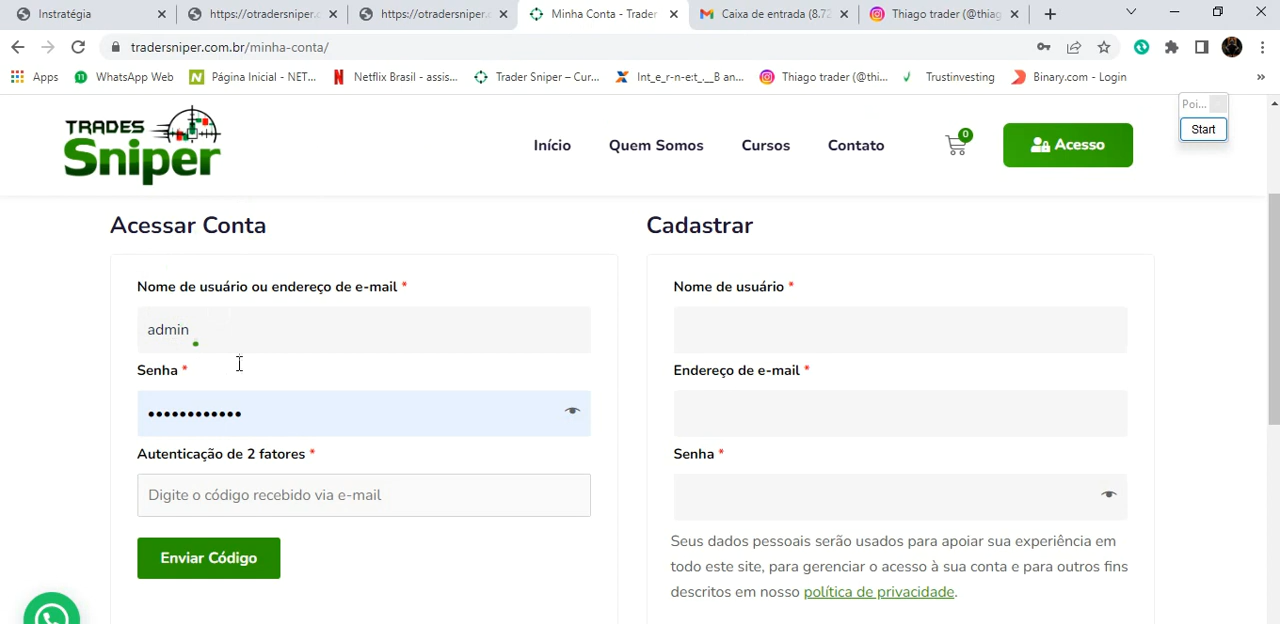 Instratégia
https://otradersniper.c
https://otradersniper.
Minha Conta - Trader
Caixa de entrada (8.72
Thiago trader (@thiag
tradersniper.com.br/minha-conta/
Apps
11
WhatsApp Web
N
Página Inicial - NET...
N
Netflix Brasil - assis...
Trader Sniper – Cur...
Int_e_r-n-e:t_.__B an...
Thiago trader (@thi...
Trustinvesting
Binary.com - Login
»
Poi...
Start
TRADES
Sniper
Início
Quem Somos
Cursos
Contato
0
Acesso
Acessar Conta
Nome de usuário ou endereço de e-mail *
admin
Senha *
••••••••••••
Autenticação de 2 fatores *
Digite o código recebido via e-mail
Enviar Código
Cadastrar
Nome de usuário *
Endereço de e-mail *
Senha *
Seus dados pessoais serão usados para apoiar sua experiência em
todo este site, para gerenciar o acesso à sua conta e para outros fins
descritos em nosso política de privacidade.